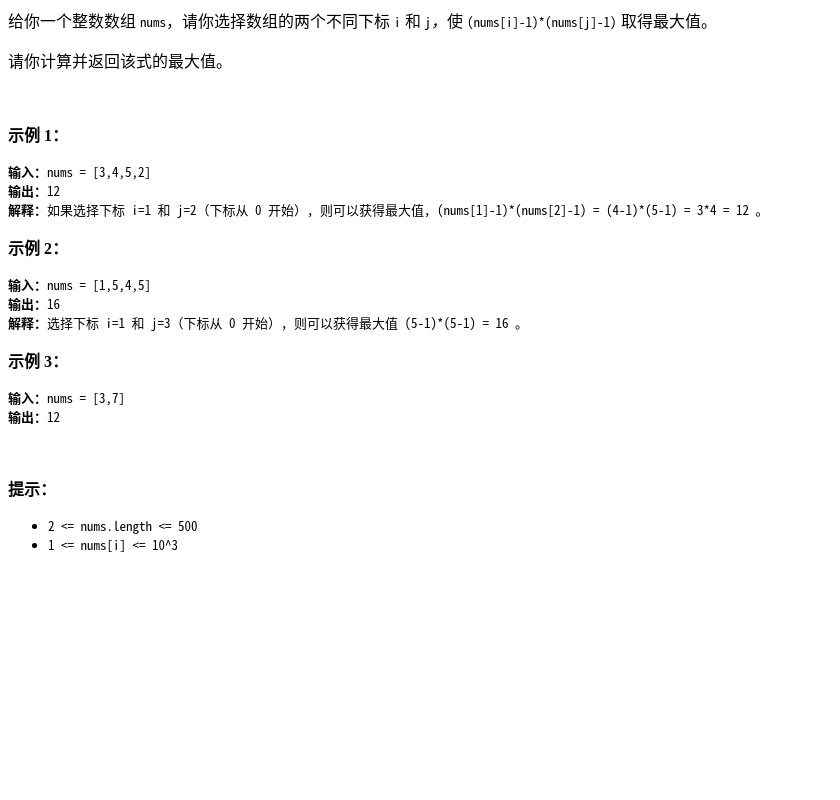 给你一个整数数组 nums，请你选择数组的两个不同下标 i 和 j，使 (nums[i]-1)*(nums[j]-1) 取得最大值。
请你计算并返回该式的最大值。
示例 1：
输入：nums = [3,4,5,2]
输出：12
解释：如果选择下标 i=1 和 j=2（下标从 0 开始），则可以获得最大值，(nums[1]-1)*(nums[2]-1) = (4-1)*(5-1) = 3*4 = 12 。
示例 2：
输入：nums = [1,5,4,5]
输出：16
解释：选择下标 i=1 和 j=3（下标从 0 开始），则可以获得最大值 (5-1)*(5-1) = 16 。
示例 3：
输入：nums = [3,7]
输出：12
提示：
• 2 <= nums.length <= 500
• 1 <= nums[i] <= 10^3